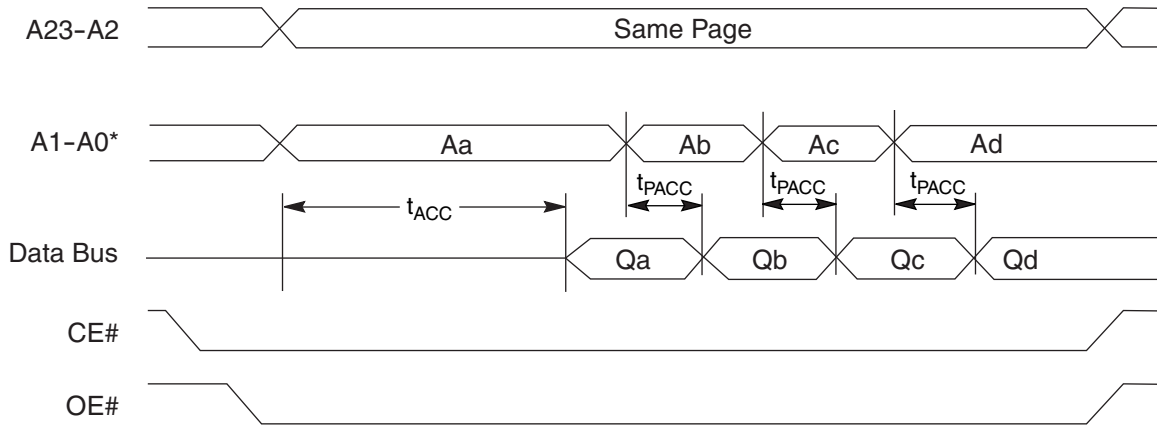 A23–A2 Same Page
A1–A0* Aa Ab Ac Ad
tACC tPACC tPACC tPACC
Data Bus Qa Qb Qc Qd
CE#
OE#